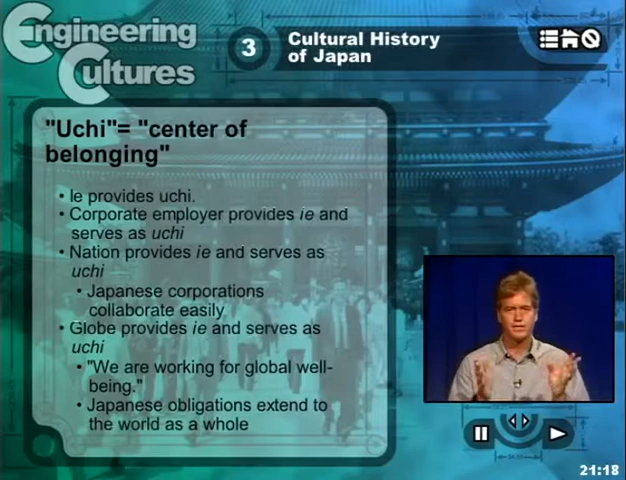 Engineering
Cultures
3
Cultural History
of Japan
"Uchi"= "center of
belonging"
• Ie provides uchi.
• Corporate employer provides ie and
serves as uchi
• Nation provides ie and serves as
uchi
• Japanese corporations
collaborate easily
• Globe provides ie and serves as
uchi
• "We are working for global well-
being."
• Japanese obligations extend to
the world as a whole
21:18